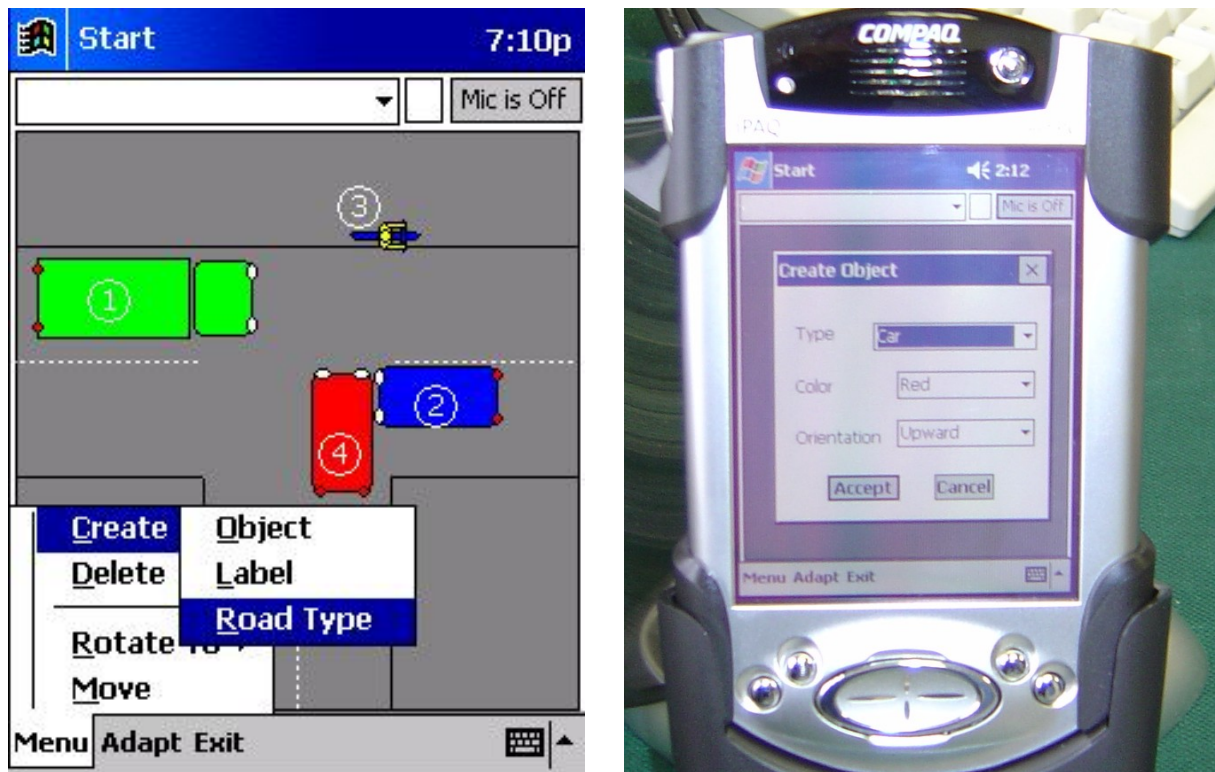 Start 7:10p
Mic is Off
3
1
2
4
Create Object
Delete Label
Road Type
Rotate
Move
Menu Adapt Exit
COMPAQ
iPAQ
Start 2:12
Mic is Off
Create Object
Type Car
Color Red
Orientation Upward
Accept Cancel
Menu Adapt Exit